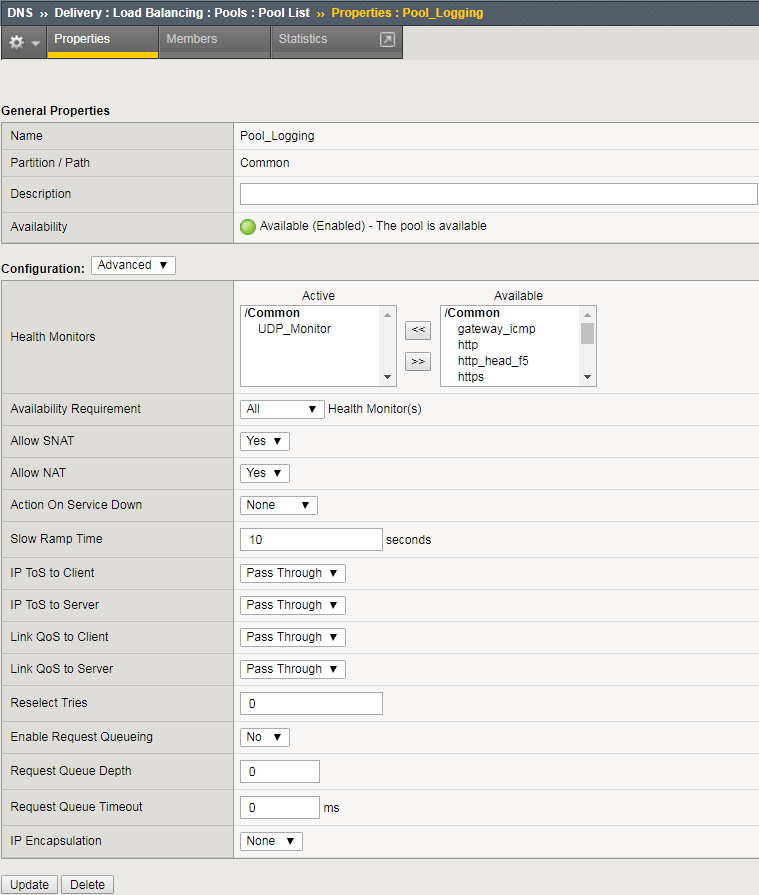 DNS ›› Delivery : Load Balancing : Pools : Pool List ›› Properties : Pool_Logging
Properties Members Statistics
General Properties
Name Pool_Logging
Partition / Path Common
Description
Availability Available (Enabled) - The pool is available
Configuration: Advanced ▼
Active Available
/Common /Common
UDP_Monitor << gateway_icmp
Health Monitors http
>> http_head_f5
https
Availability Requirement All ▼ Health Monitor(s)
Allow SNAT Yes ▼
Allow NAT Yes ▼
Action On Service Down None ▼
Slow Ramp Time 10 seconds
IP ToS to Client Pass Through ▼
IP ToS to Server Pass Through ▼
Link QoS to Client Pass Through ▼
Link QoS to Server Pass Through ▼
Reselect Tries 0
Enable Request Queueing No ▼
Request Queue Depth 0
Request Queue Timeout 0 ms
IP Encapsulation None ▼
Update Delete